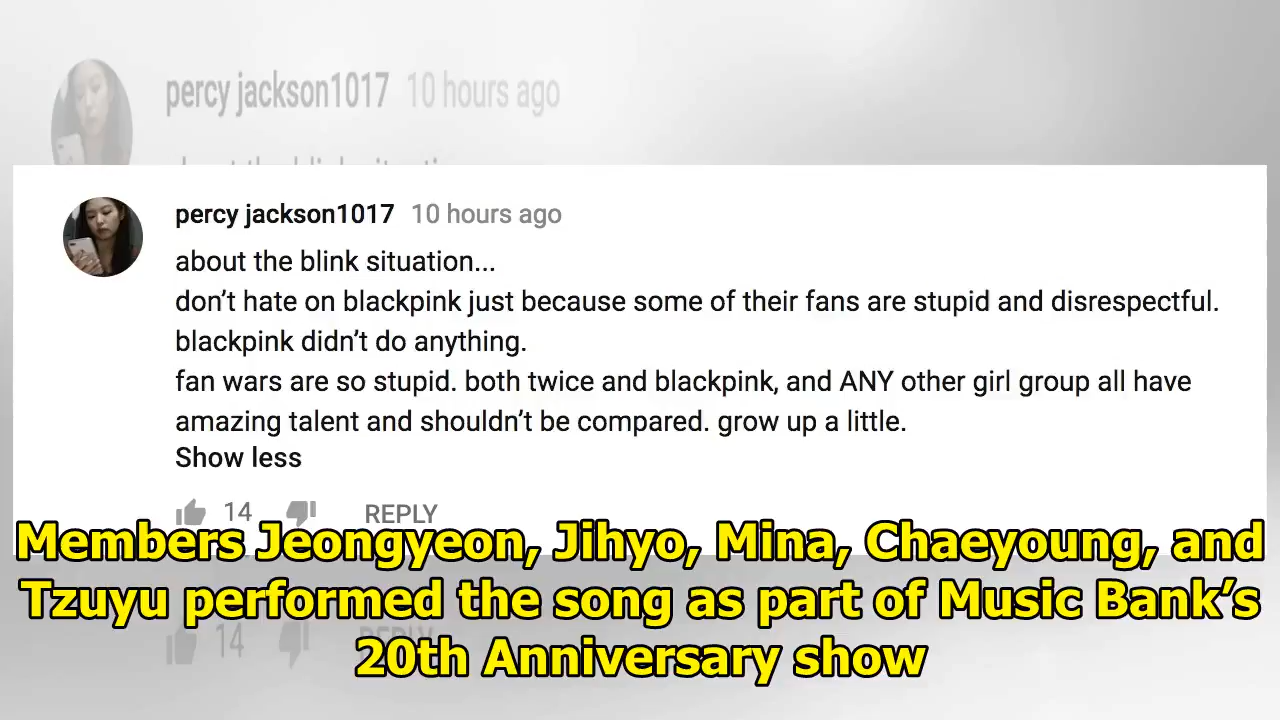 percy jackson1017 10 hours ago
percy jackson1017 10 hours ago
about the blink situation...
don't hate on blackpink just because some of their fans are stupid and disrespectful.
blackpink didn't do anything.
fan wars are so stupid. both twice and blackpink, and ANY other girl group all have
amazing talent and shouldn't be compared. grow up a little.
Show less
14 REPLY
Members Jeongyeon, Jihyo, Mina, Chaeyoung, and
Tzuyu performed the song as part of Music Bank's
14 REPLY
20th Anniversary show